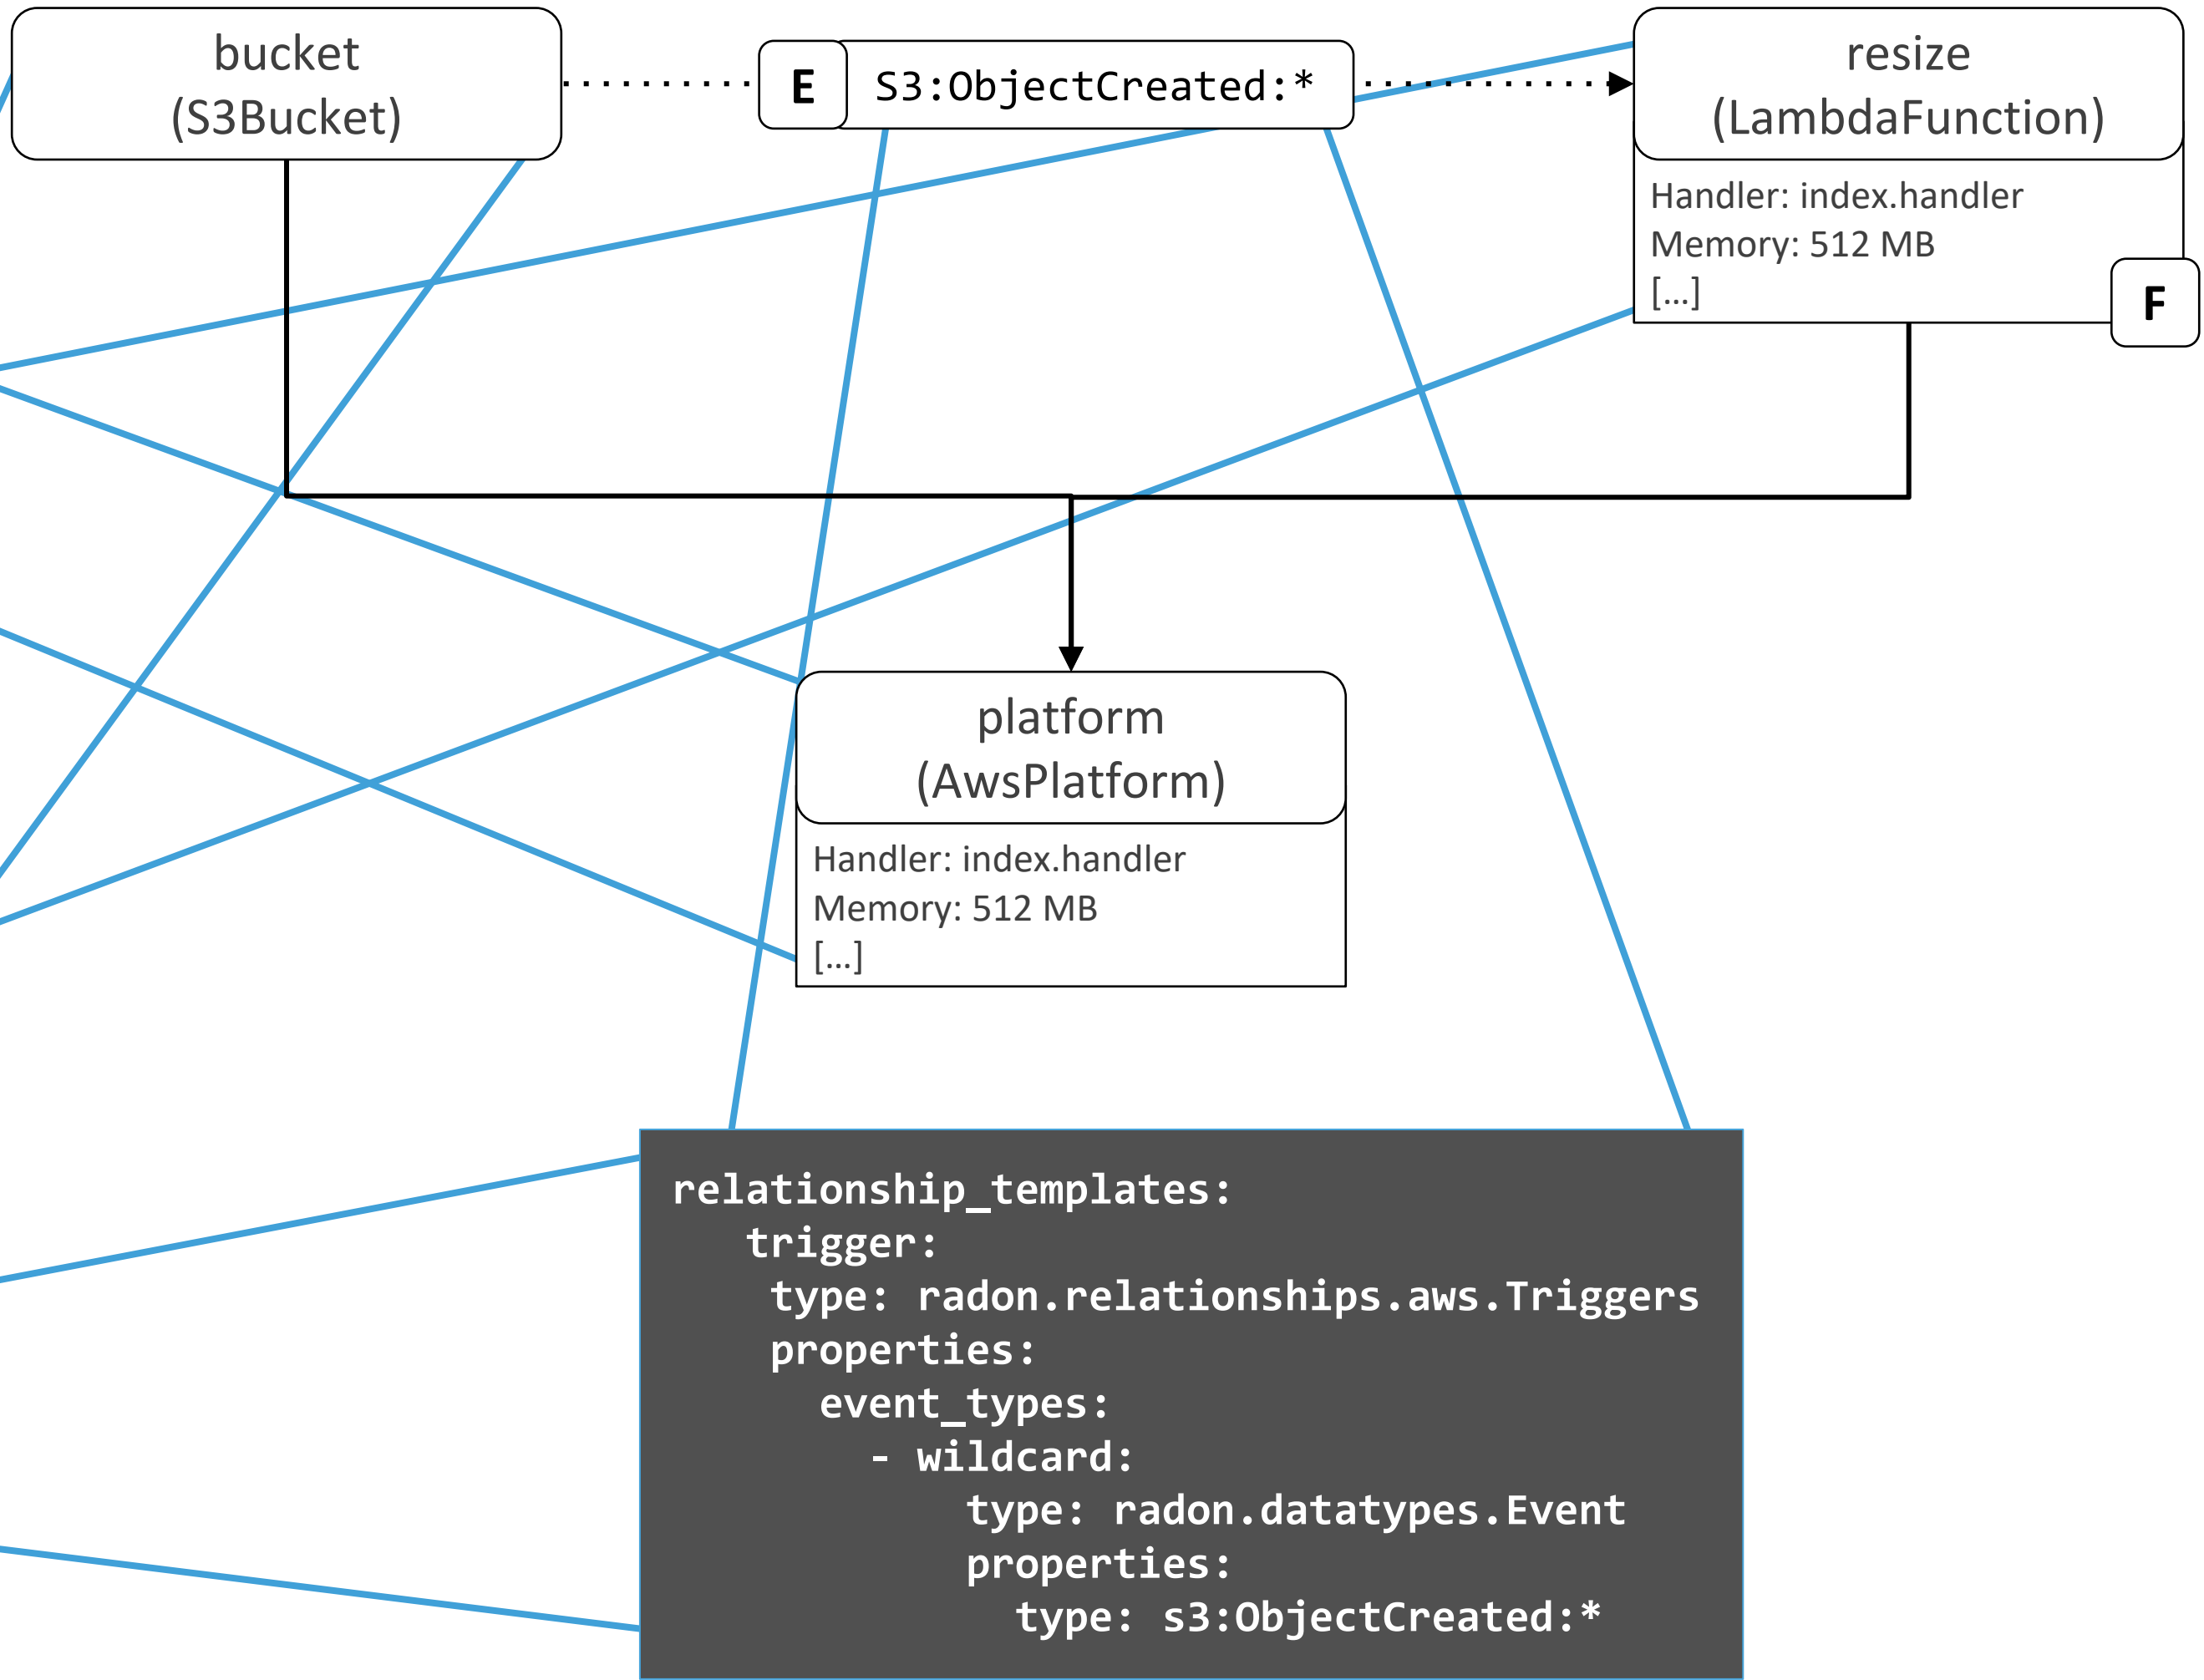 bucket
(S3Bucket)
E
S3:ObjectCreated:*
resize
(LambdaFunction)
Handler: index.handler
Memory: 512 MB
[...]
F
platform
(AwsPlatform)
Handler: index.handler
Memory: 512 MB
[...]
relationship_templates:
trigger:
type: radon.relationships.aws.Triggers
properties:
event_types:
- wildcard:
type: radon.datatypes.Event
properties:
type: s3:ObjectCreated:*